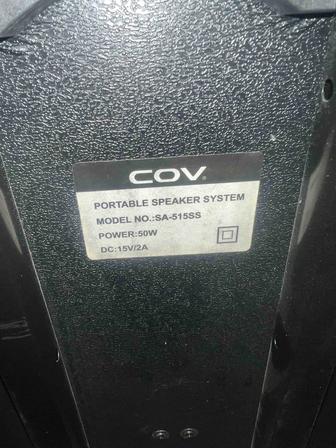 COV
PORTABLE SPEAKER SYSTEM
MODEL NO.:SA-515SS
POWER:50W
DC:15V/2A